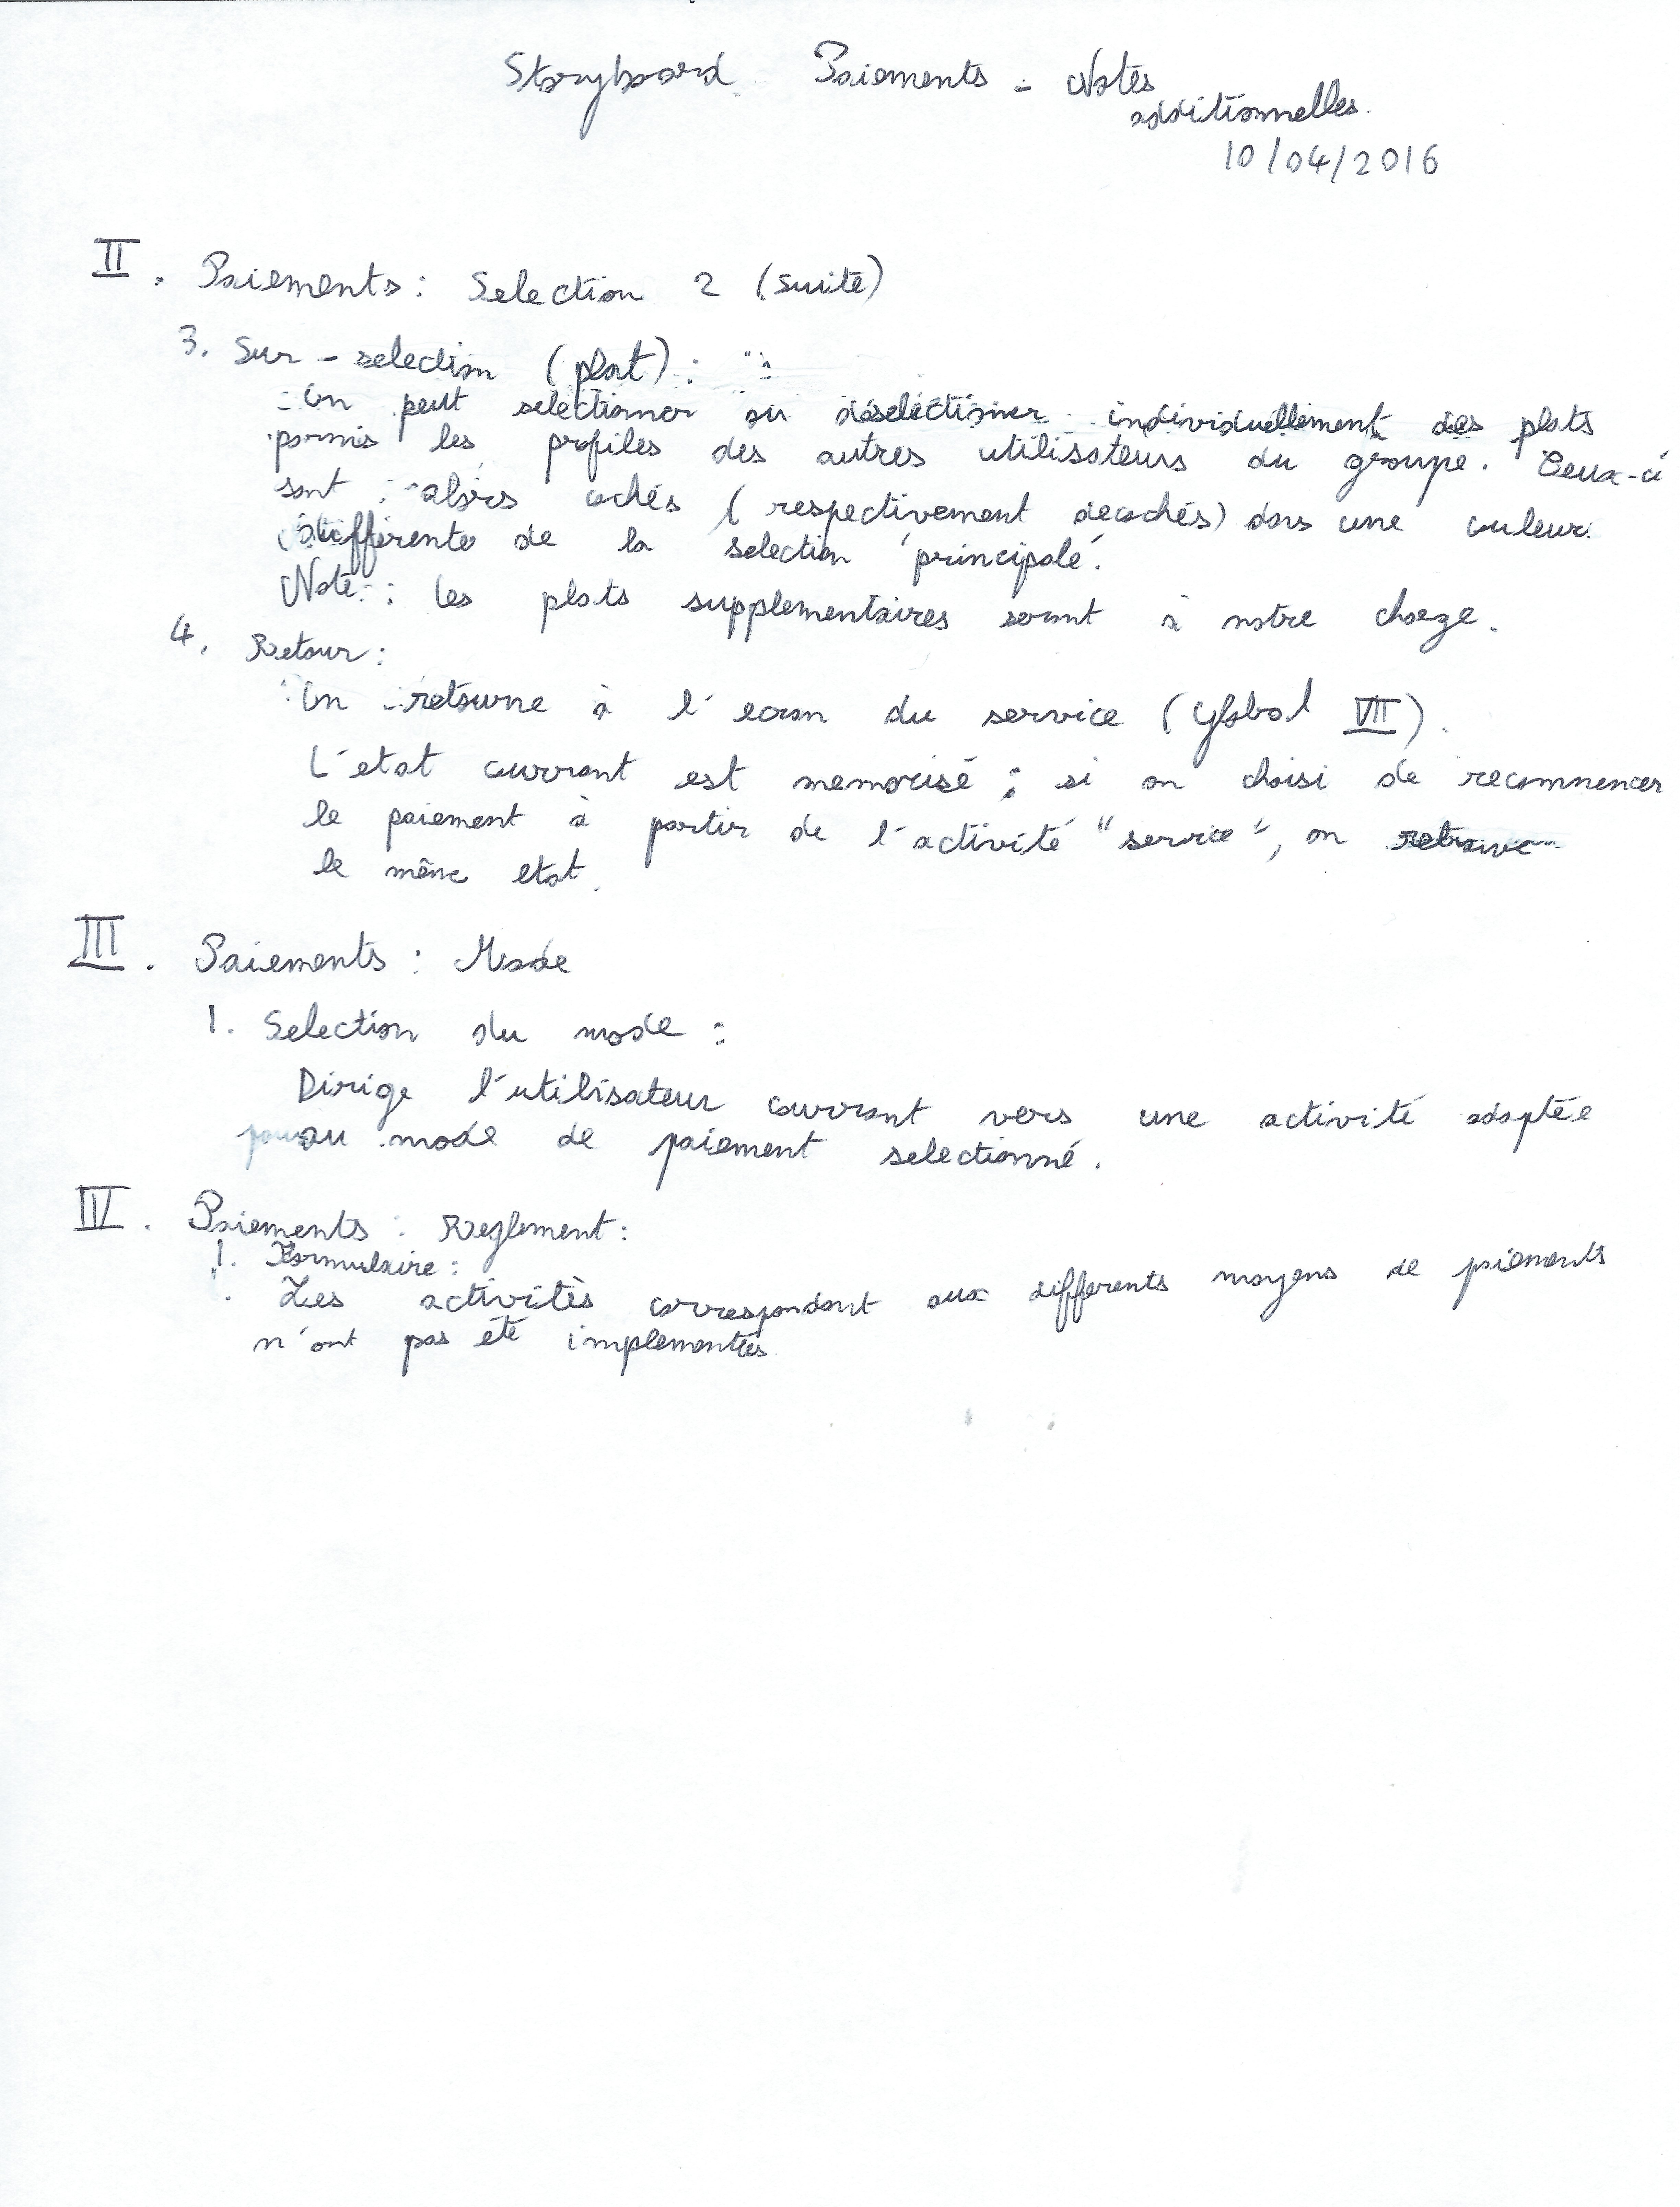 Storyboard Paiements - Notes
additionnelles.
10/04/2016
II. Paiements: Selection 2 (suite)
3. Sur-selection (plat):
On peut selectionner ou déselectionner individuellement des plats
parmis les profiles des autres utilisateurs du groupe. Ceux-ci
sont alors cochés (respectivement decochés) dans une couleur
differente de la selection principale.
Note: les plats supplementaires seront à notre charge.
4. Retour:
On retourne à l'ecran du service (Global VII).
L'etat currant est memorisé; si on choisi de recommencer
le paiement à partir de l'activité "service", on retrouve
le même etat.
III. Paiements: Mode
1. Selection du mode:
Dirige l'utilisateur currant vers une activité adaptée
au mode de paiement selectionné.
IV. Paiements: Reglement:
1. Formulaire:
Les activités correspondant aux differents moyens de paiements
n'ont pas été implementés